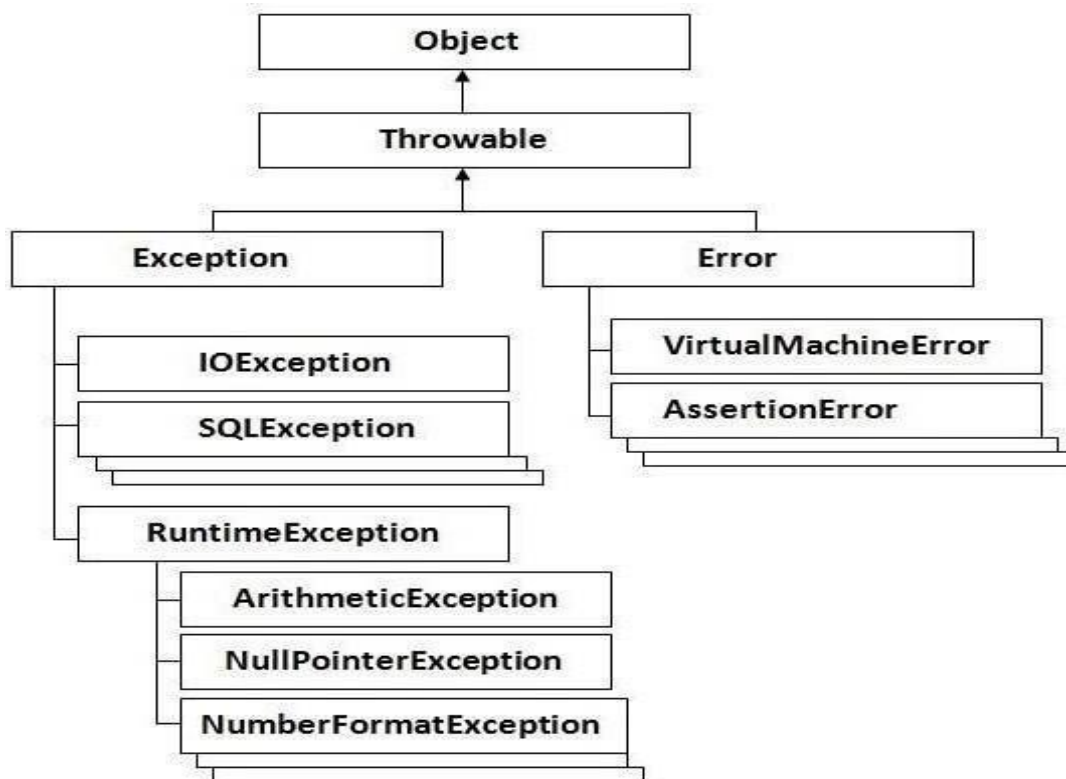 Object
Throwable
Exception
Error
IOException
SQLException
RuntimeException
ArithmeticException
NullPointerException
NumberFormatException
VirtualMachineError
AssertionError